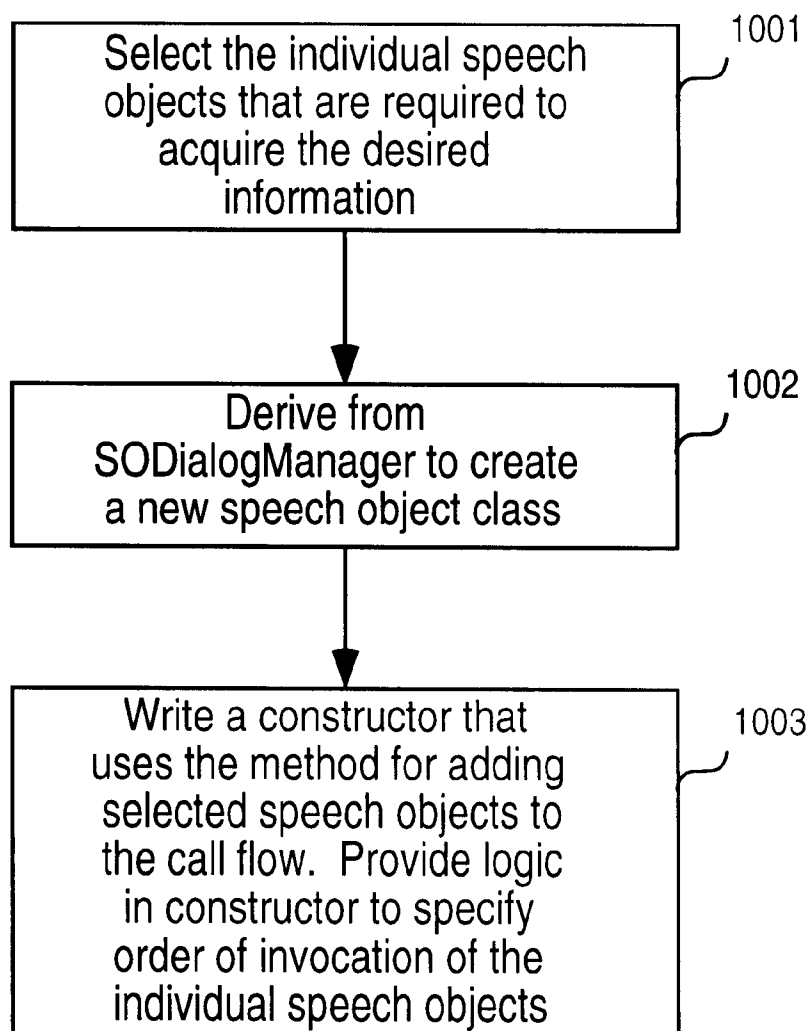 1001
Select the individual speech
objects that are required to
acquire the desired
information
1002
Derive from
SODialogManager to create
a new speech object class
1003
Write a constructor that
uses the method for adding
selected speech objects to
the call flow. Provide logic
in constructor to specify
order of invocation of the
individual speech objects